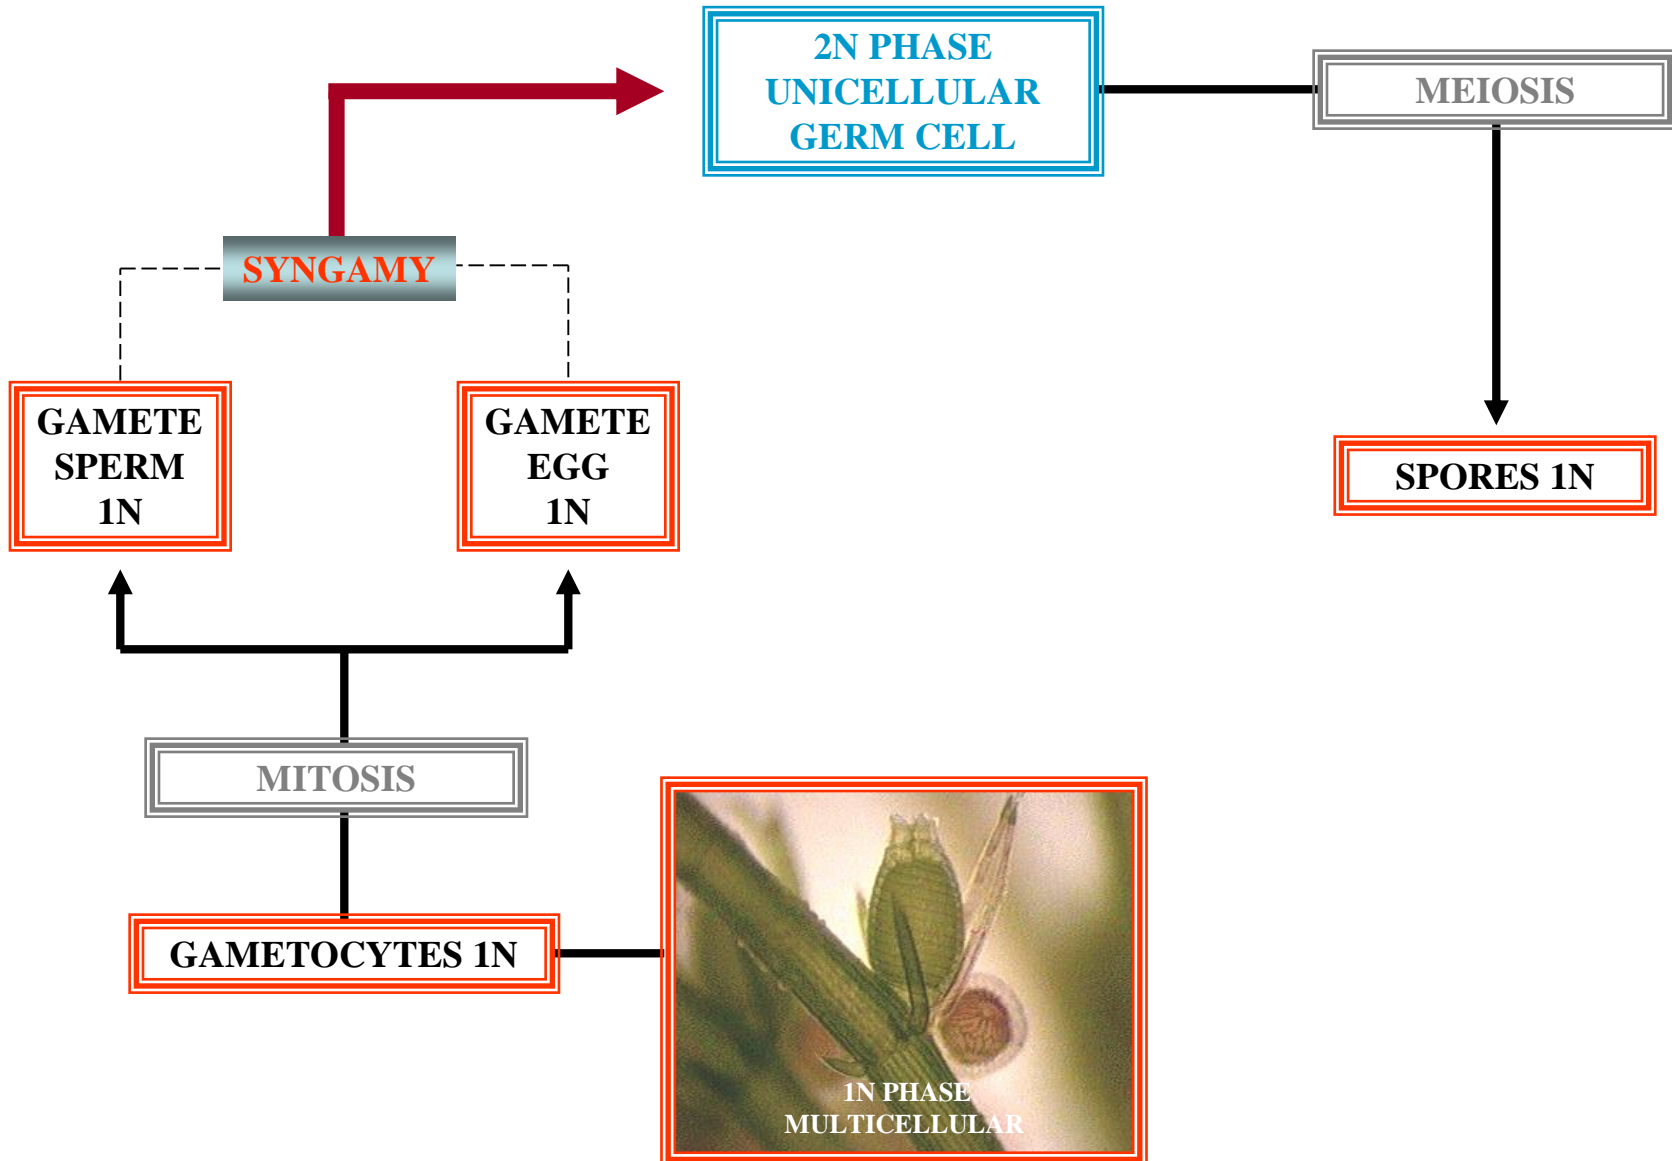 2N PHASE
UNICELLULAR
GERM CELL
MEIOSIS
SYNGAMY
GAMETE
SPERM
1N
GAMETE
EGG
1N
SPORES 1N
MITOSIS
GAMETOCYTES 1N
1N PHASE
MULTICELLULAR